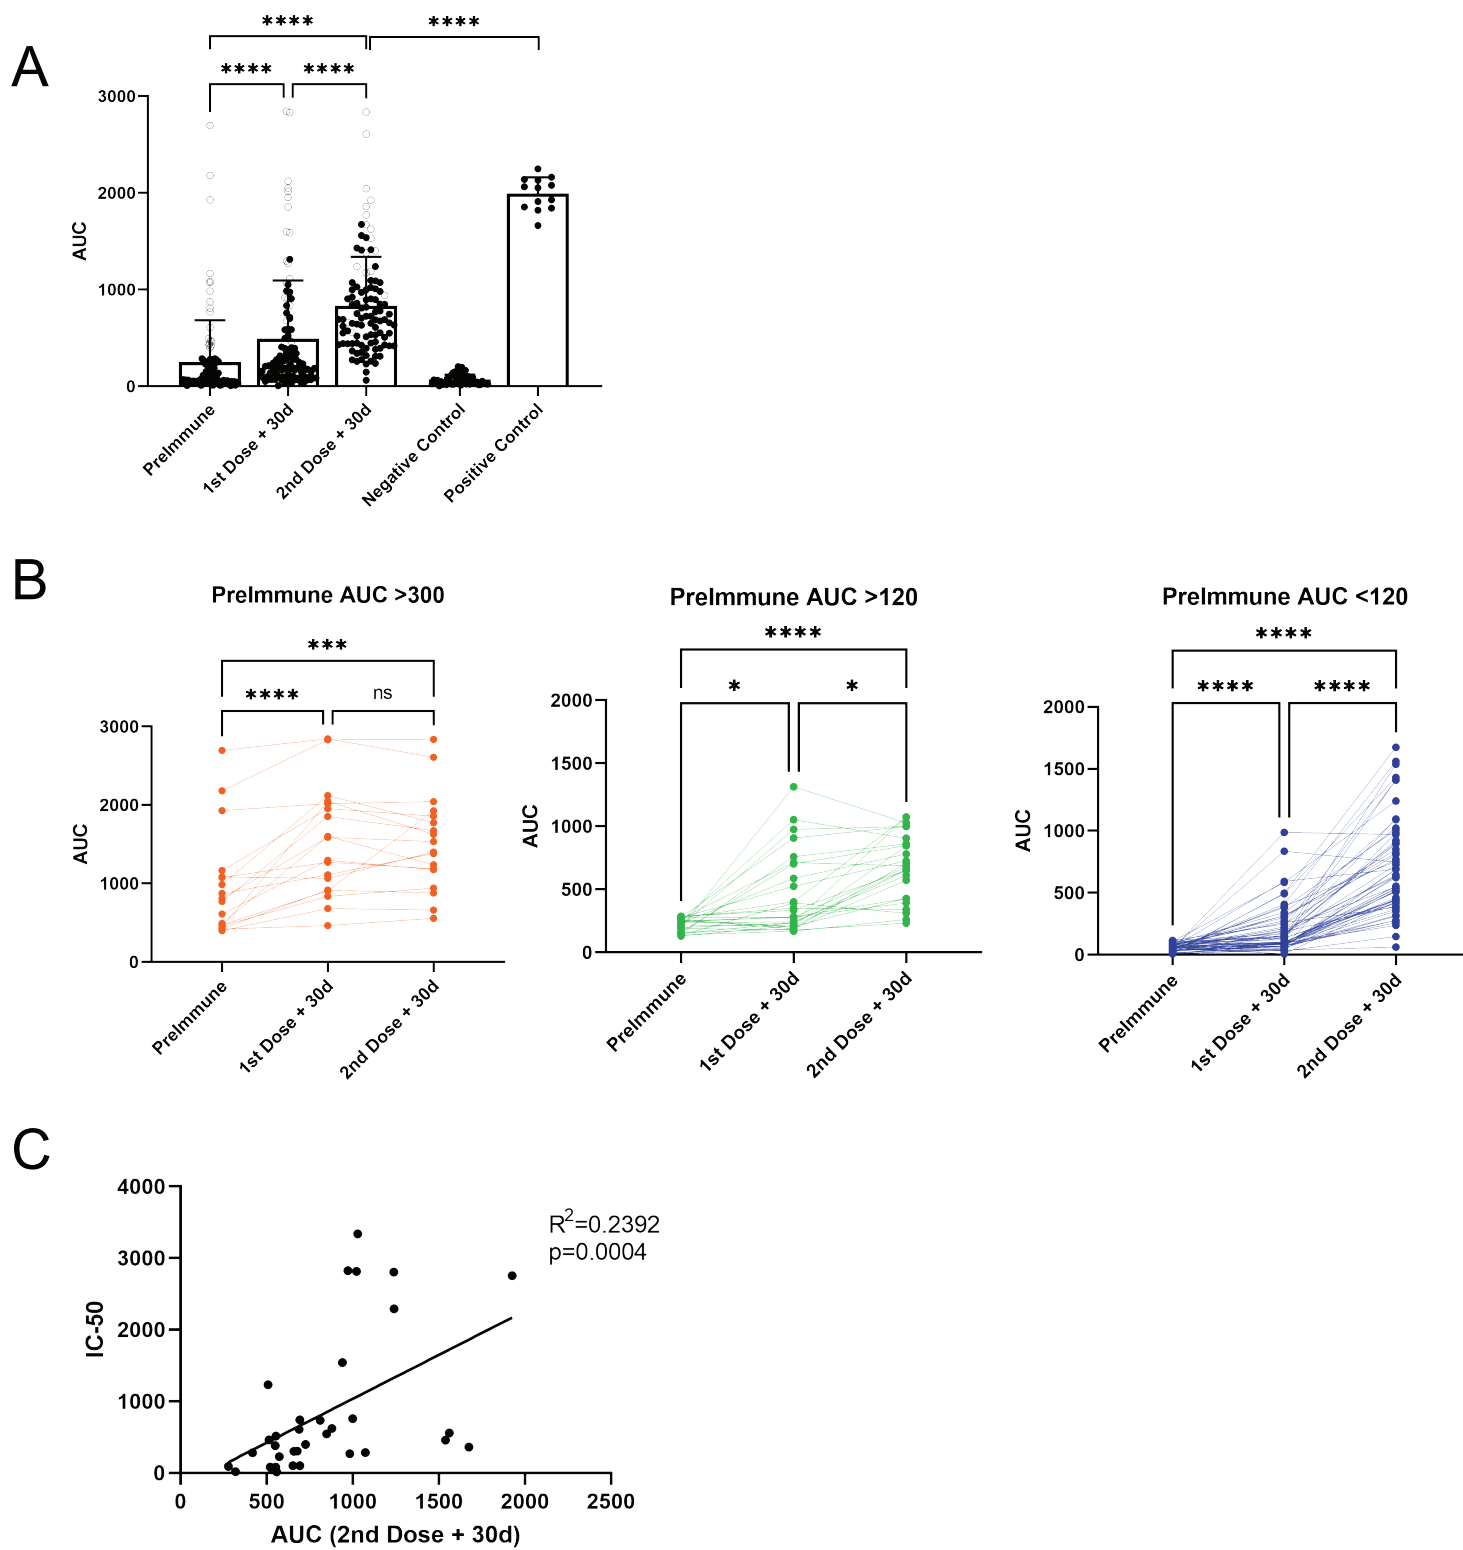 A
****
****
****
****
3000
2000
1000
0
AUC
PreImmune
1st Dose + 30d
2nd Dose + 30d
Negative Control
Positive Control
B
PreImmune AUC >300
***
****
ns
3000
2000
1000
0
AUC
PreImmune
1st Dose + 30d
2nd Dose + 30d
PreImmune AUC >120
****
*
*
2000
1500
1000
500
0
AUC
PreImmune
1st Dose + 30d
2nd Dose + 30d
PreImmune AUC <120
****
****
****
2000
1500
1000
500
0
AUC
PreImmune
1st Dose + 30d
2nd Dose + 30d
C
4000
3000
2000
1000
0
IC-50
R²=0.2392
p=0.0004
0 500 1000 1500 2000 2500
AUC (2nd Dose + 30d)